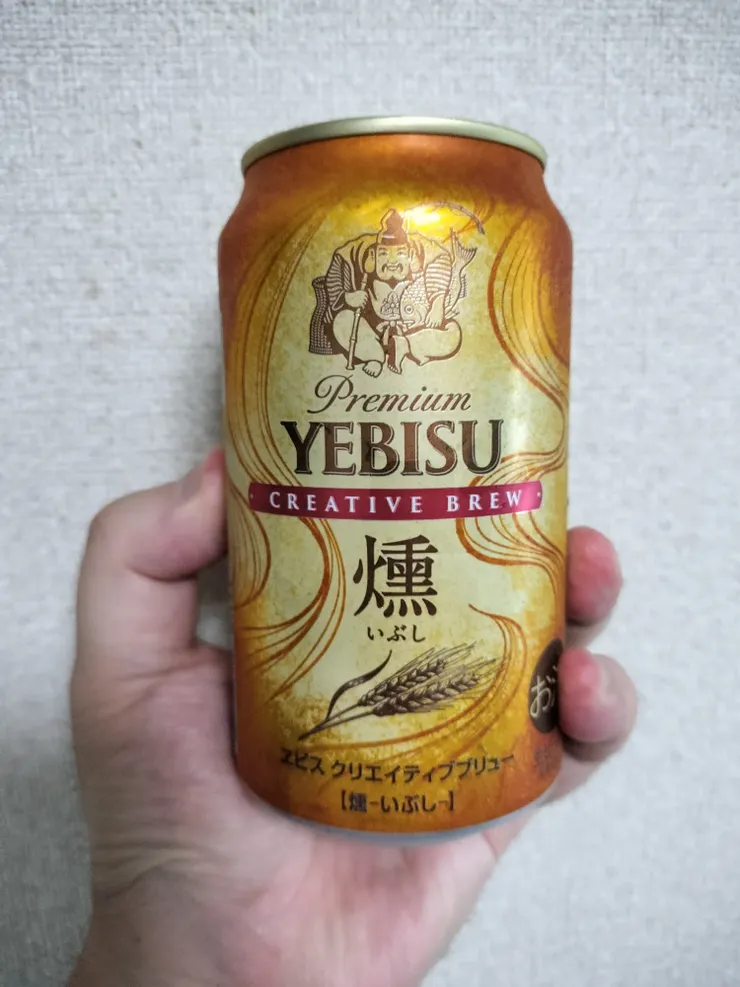 Premium
YEBISU
CREATIVE BREW
燻
いぶし
ヱビス クリエイティブブリュー
【燻-いぶし-】